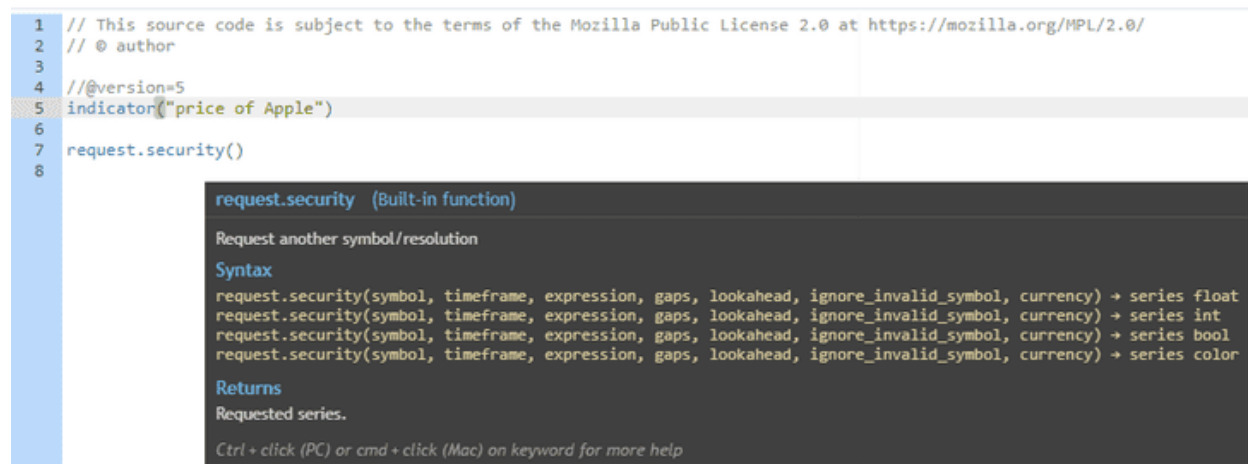 1 // This source code is subject to the terms of the Mozilla Public License 2.0 at https://mozilla.org/MPL/2.0/
2 // © author
3
4 //@version=5
5 indicator("price of Apple")
6
7 request.security()
8
request.security (Built-in function)
Request another symbol/resolution
Syntax
request.security(symbol, timeframe, expression, gaps, lookahead, ignore_invalid_symbol, currency) → series float
request.security(symbol, timeframe, expression, gaps, lookahead, ignore_invalid_symbol, currency) → series int
request.security(symbol, timeframe, expression, gaps, lookahead, ignore_invalid_symbol, currency) → series bool
request.security(symbol, timeframe, expression, gaps, lookahead, ignore_invalid_symbol, currency) → series color
Returns
Requested series.
Ctrl + click (PC) or cmd + click (Mac) on keyword for more help